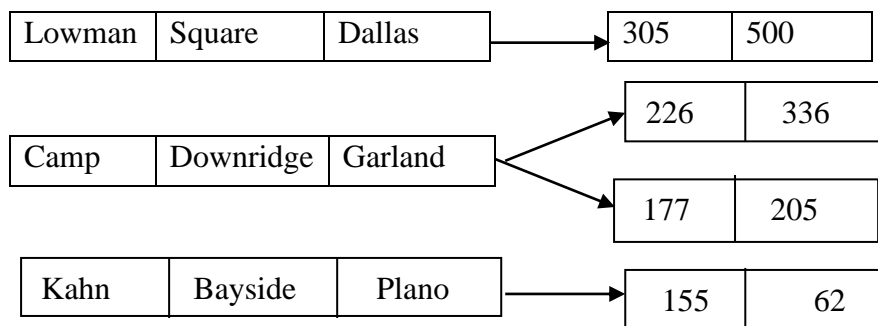 Lowman Square Dallas 305 500
226 336
Camp Downridge Garland
177 205
Kahn Bayside Plano 155 62